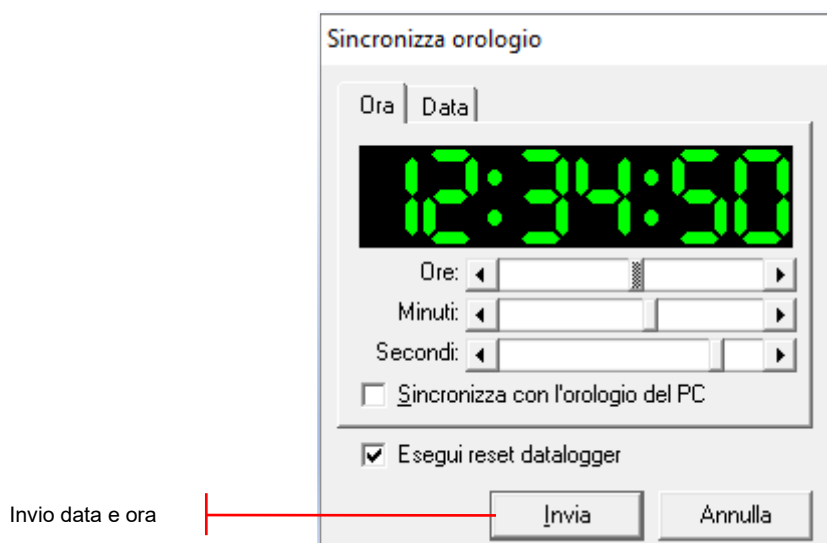 Sincronizza orologio
Ora Data
12:34:50
Ore:
Minuti:
Secondi:
Sincronizza con l'orologio del PC
Esegui reset datalogger
Invio data e ora Invia Annulla